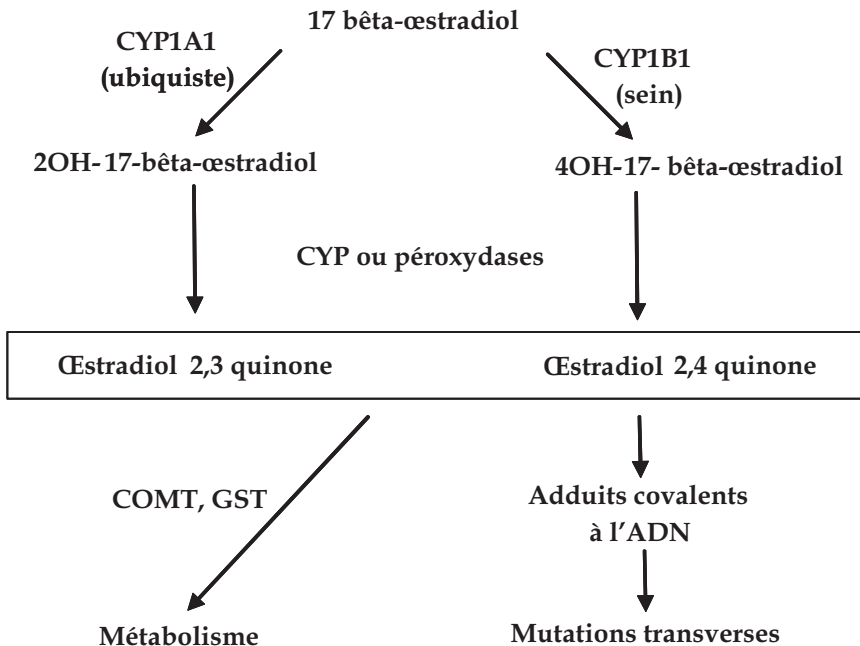 17 bêta-œstradiol
CYP1A1
(ubiquiste)
CYP1B1
(sein)
2OH-17-bêta-œstradiol
4OH-17- bêta-œstradiol
CYP ou péroxydases
Œstradiol 2,3 quinone
Œstradiol 2,4 quinone
COMT, GST
Adduits covalents
à l’ADN
Métabolisme
Mutations transverses